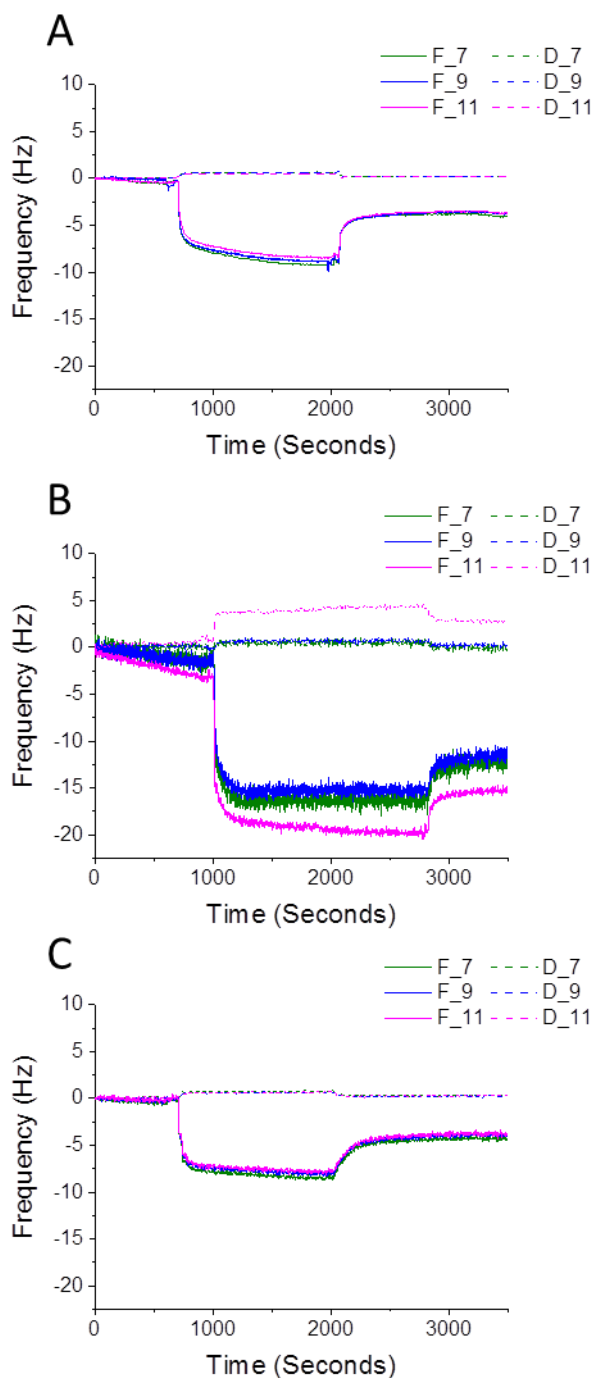 A
F_7 D_7
F_9 D_9
F_11 D_11
10
5
0
-5
-10
-15
-20
Frequency (Hz)
0 1000 2000 3000
Time (Seconds)
B
F_7 D_7
F_9 D_9
F_11 D_11
10
5
0
-5
-10
-15
-20
Frequency (Hz)
0 1000 2000 3000
Time (Seconds)
C
F_7 D_7
F_9 D_9
F_11 D_11
10
5
0
-5
-10
-15
-20
Frequency (Hz)
0 1000 2000 3000
Time (Seconds)